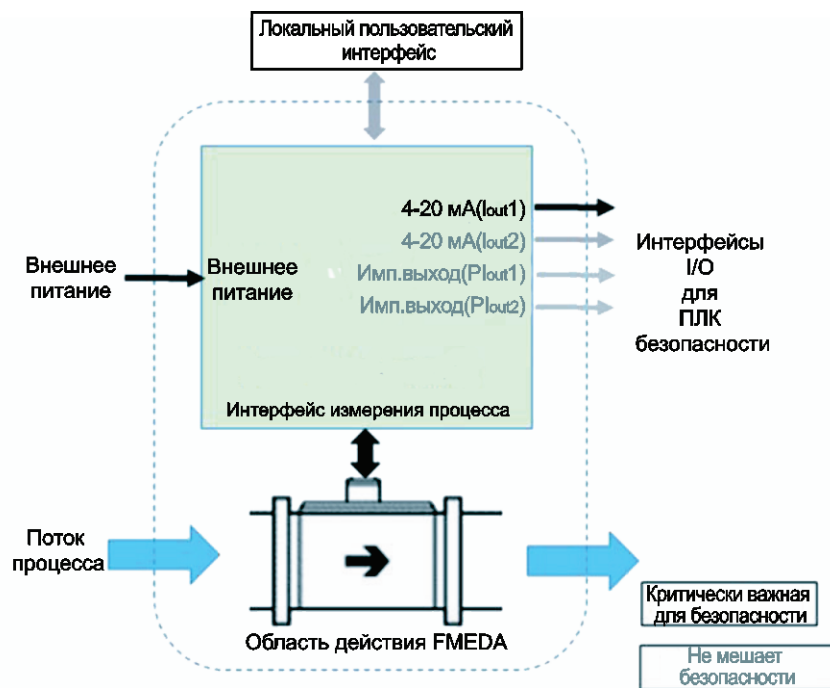 Локальный пользовательский
интерфейс
4-20 мА(Iout1)
4-20 мА(Iout2)
Имп.выход(PIout1)
Имп.выход(PIout2)
Внешнее
питание
Внешнее
питание
Интерфейсы
I/O
для
ПЛК
безопасности
Интерфейс измерения процесса
Поток
процесса
Область действия FMEDA
Критически важная
для безопасности
Не мешает
безопасности